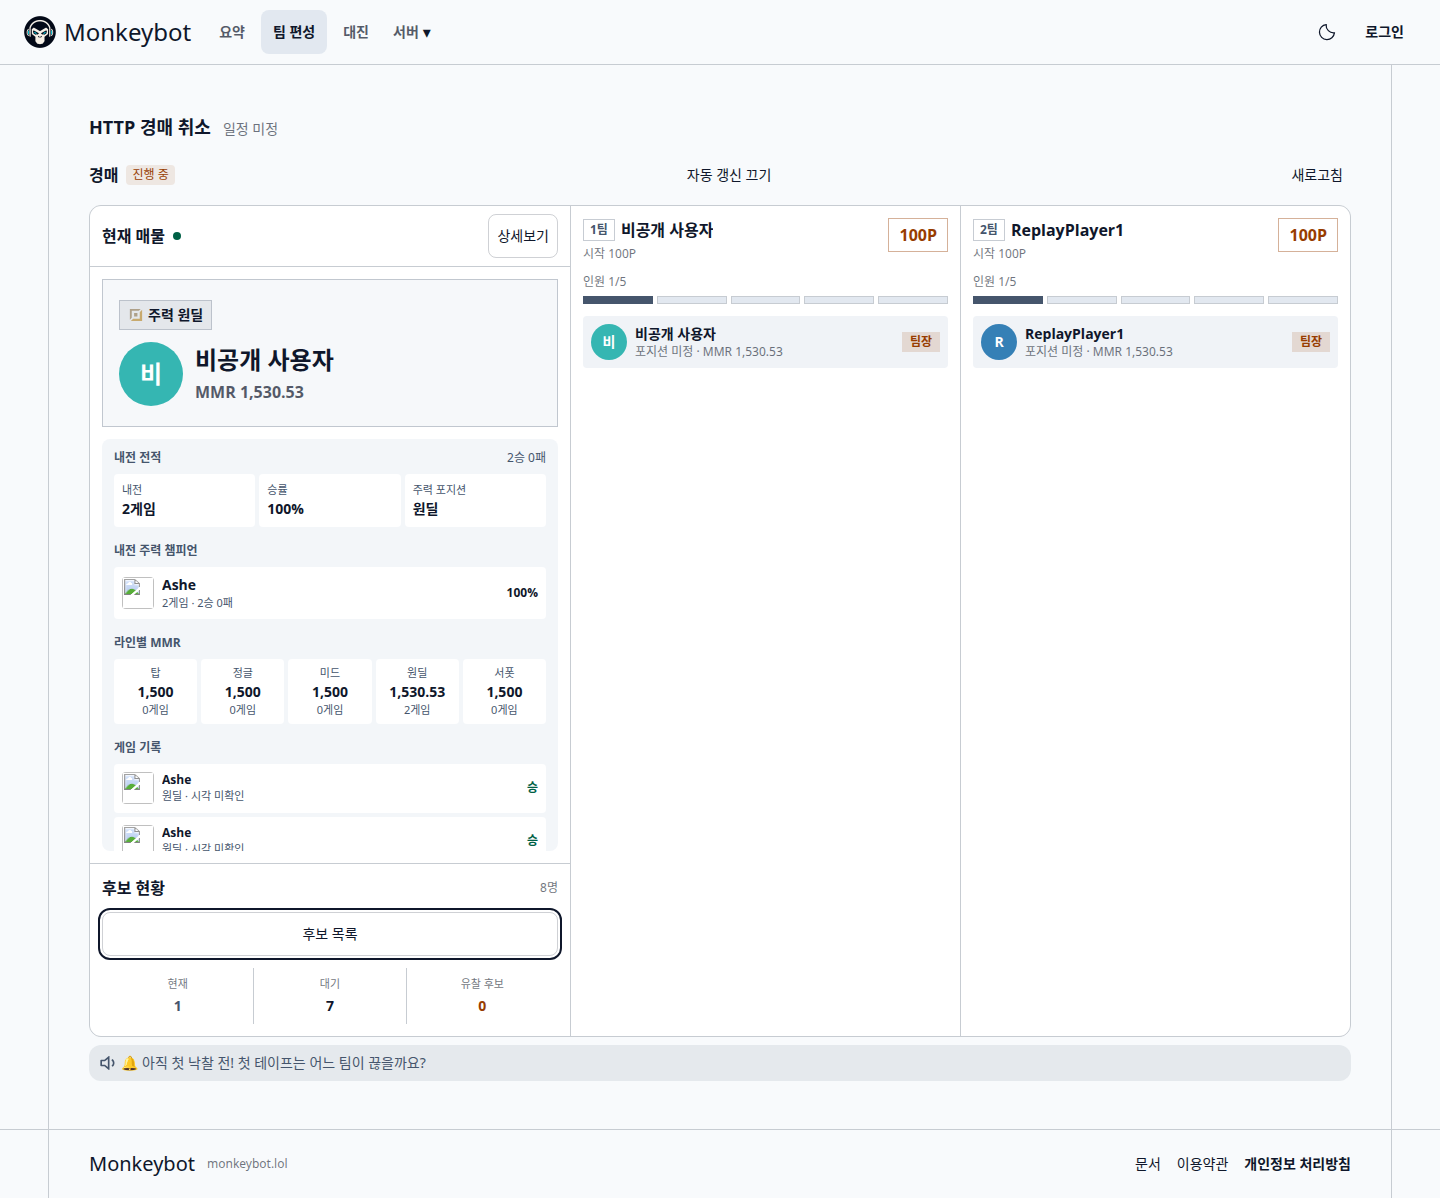 Monkeybot
요약
팀 편성
대진
서버 ▾
로그인
HTTP 경매 취소 일정 미정
경매 진행 중
자동 갱신 끄기
새로고침
현재 매물
상세보기
주력 원딜
비
비공개 사용자
MMR 1,530.53
내전 전적 2승 0패
내전
2게임
승률
100%
주력 포지션
원딜
내전 주력 챔피언
Ashe
2게임 · 2승 0패
100%
라인별 MMR
탑
1,500
0게임
정글
1,500
0게임
미드
1,500
0게임
원딜
1,530.53
2게임
서폿
1,500
0게임
게임 기록
Ashe
원딜 · 시각 미확인
승
Ashe
원딜 · 시각 미확인
승
후보 현황 8명
후보 목록
현재
1
대기
7
유찰 후보
0
1팀 비공개 사용자
시작 100P
100P
인원 1/5
비
비공개 사용자
포지션 미정 · MMR 1,530.53
팀장
2팀 ReplayPlayer1
시작 100P
100P
인원 1/5
R
ReplayPlayer1
포지션 미정 · MMR 1,530.53
팀장
🔔 아직 첫 낙찰 전! 첫 테이프는 어느 팀이 끊을까요?
Monkeybot monkeybot.lol
문서 이용약관 개인정보 처리방침